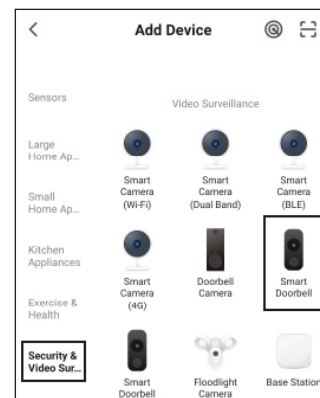 Add Device
Sensors
Large
Home Ap...
Small
Home Ap...
Kitchen
Appliances
Exercise &
Health
Security &
Video Sur...
Video Surveillance
Smart
Camera
(Wi-Fi)
Smart
Camera
(Dual Band)
Smart
Camera
(BLE)
Smart
Camera
(4G)
Doorbell
Camera
Smart
Doorbell
Smart
Doorbell
Floodlight
Camera
Base Station